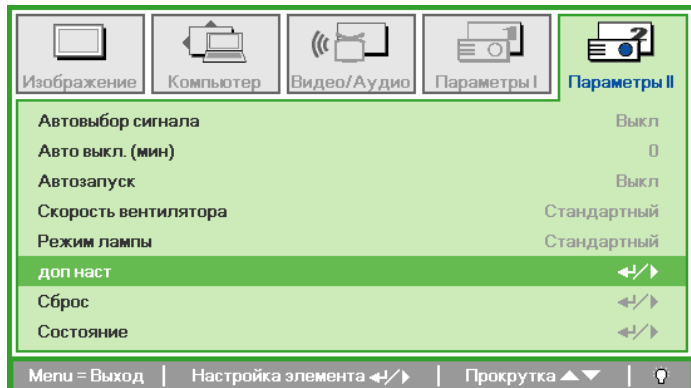 Изображение Компьютер Видео/Аудио Параметры I Параметры II
Автовыбор сигнала Выкл
Авто выкл. (мин) 0
Автозапуск Выкл
Скорость вентилятора Стандартный
Режим лампы Стандартный
доп наст
Сброс
Состояние
Menu = Выход | Настройка элемента ↵/▶ | Прокрутка ▲▼ |